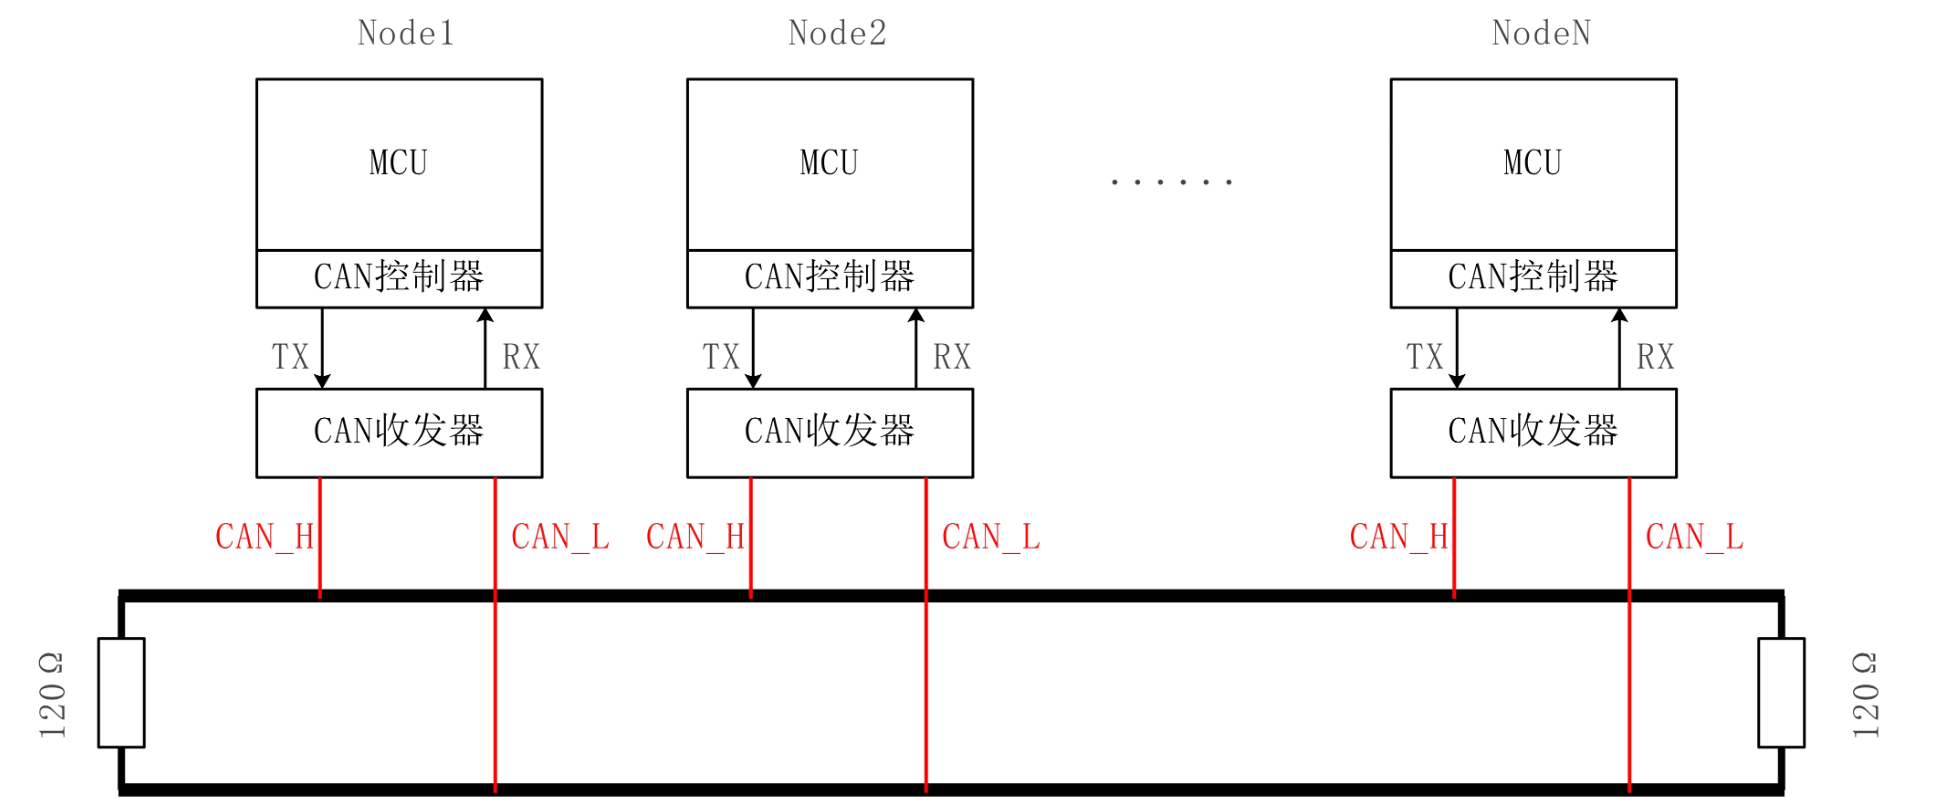 Node1
Node2
NodeN
MCU
MCU
......
MCU
CAN控制器
CAN控制器
CAN控制器
TX
RX
TX
RX
TX
RX
CAN收发器
CAN收发器
CAN收发器
CAN_H
CAN_L
CAN_H
CAN_L
CAN_H
CAN_L
120Ω
120Ω